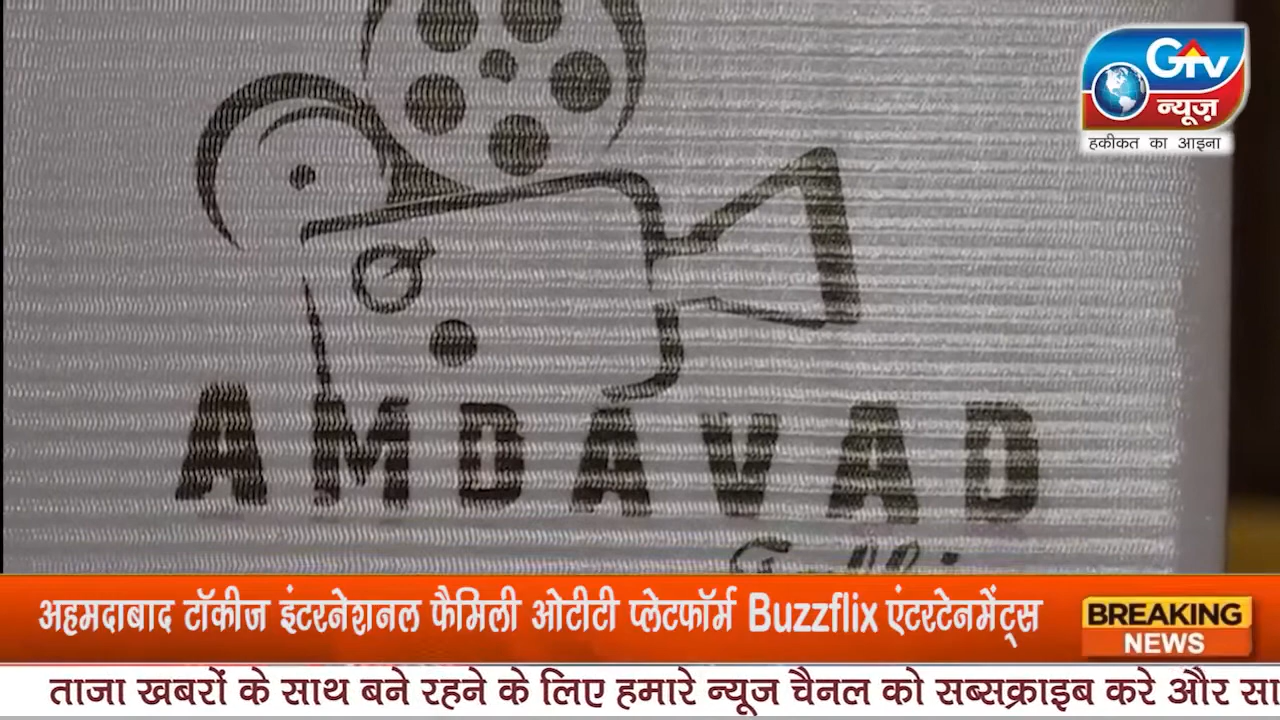 GTV
न्यूज़
हकीकत का आइना
AMDAVAD
अहमदाबाद टॉकीज इंटरनेशनल फैमिली ओटीटी प्लेटफॉर्म Buzzflix एंटरटेनमेंट्स
BREAKING
NEWS
ताजा खबरों के साथ बने रहने के लिए हमारे न्यूज चैनल को सब्सक्राइब करे और सा